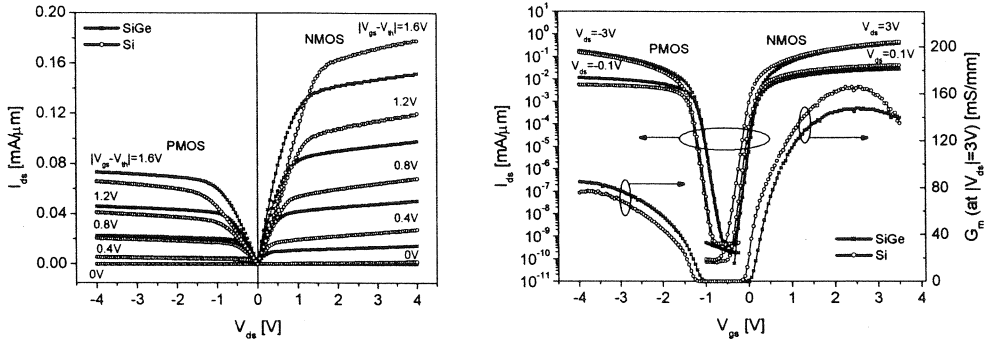 SiGe
Si
|Vgs-Vth|=1.6V
NMOS
1.2V
PMOS
0.8V
|Vgs-Vth|=1.6V
1.2V
0.8V
0.4V
0.4V
0V
0V
0.20
0.16
0.12
0.08
0.04
0.00
Ids [mA/μm]
-4 -3 -2 -1 0 1 2 3 4
Vds [V]
Vds=-3V
PMOS
NMOS
Vds=3V
Vds=-0.1V
Vds=0.1V
SiGe
Si
10^1
10^0
10^-1
10^-2
10^-3
10^-4
10^-5
10^-6
10^-7
10^-8
10^-9
10^-10
10^-11
Ids [mA/μm]
200
160
120
80
40
0
Gm (at |Vds|=3V) [mS/mm]
-4 -3 -2 -1 0 1 2 3 4
Vgs [V]